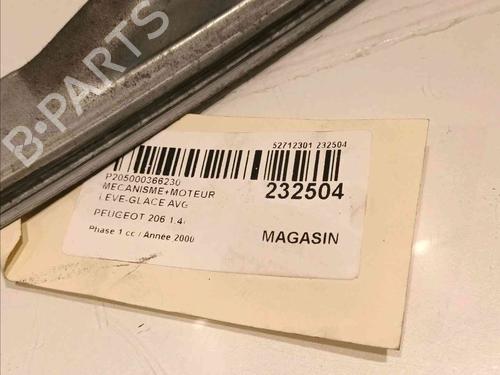 B-PARTS
52712301 232504
P205000366230
MECANISME+MOTEUR
LEVE-GLACE AVG
232504
PEUGEOT 206 1.4i
Phase 1 cc / Année 2000
MAGASIN